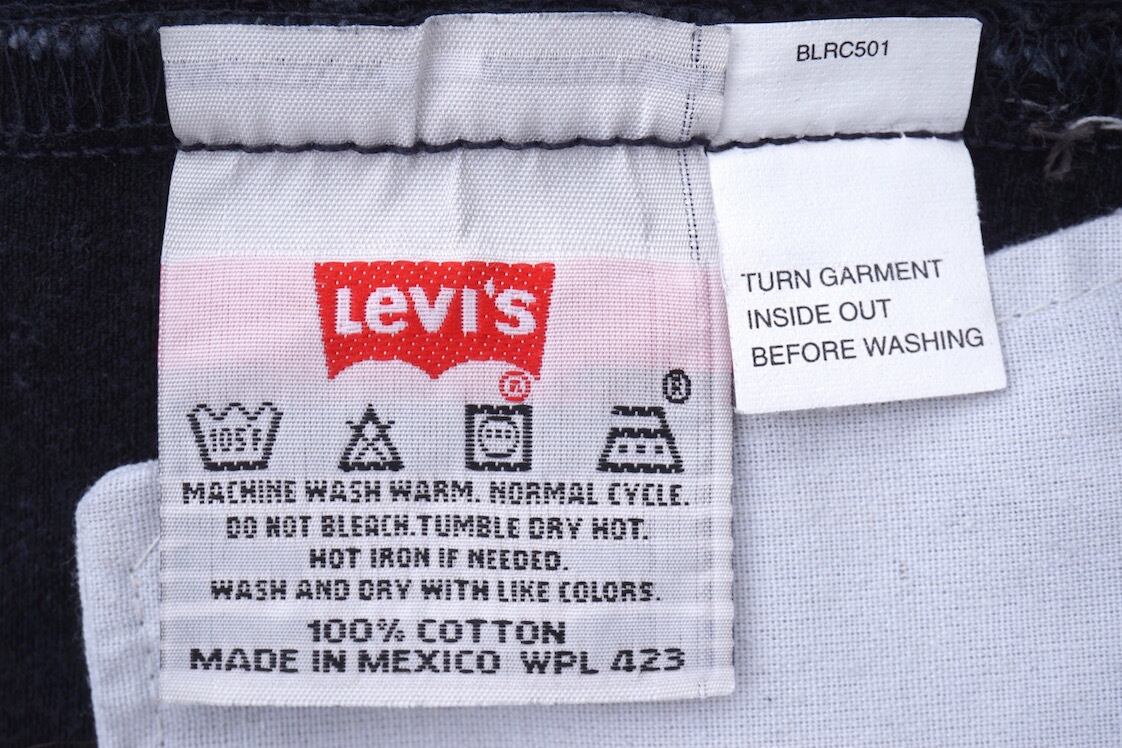 BLRC501
TURN GARMENT
INSIDE OUT
BEFORE WASHING
LEVI'S
®
®
105F
MACHINE WASH WARM. NORMAL CYCLE.
DO NOT BLEACH.TUMBLE DRY HOT.
HOT IRON IF NEEDED.
WASH AND DRY WITH LIKE COLORS.
100% COTTON
MADE IN MEXICO WPL 423